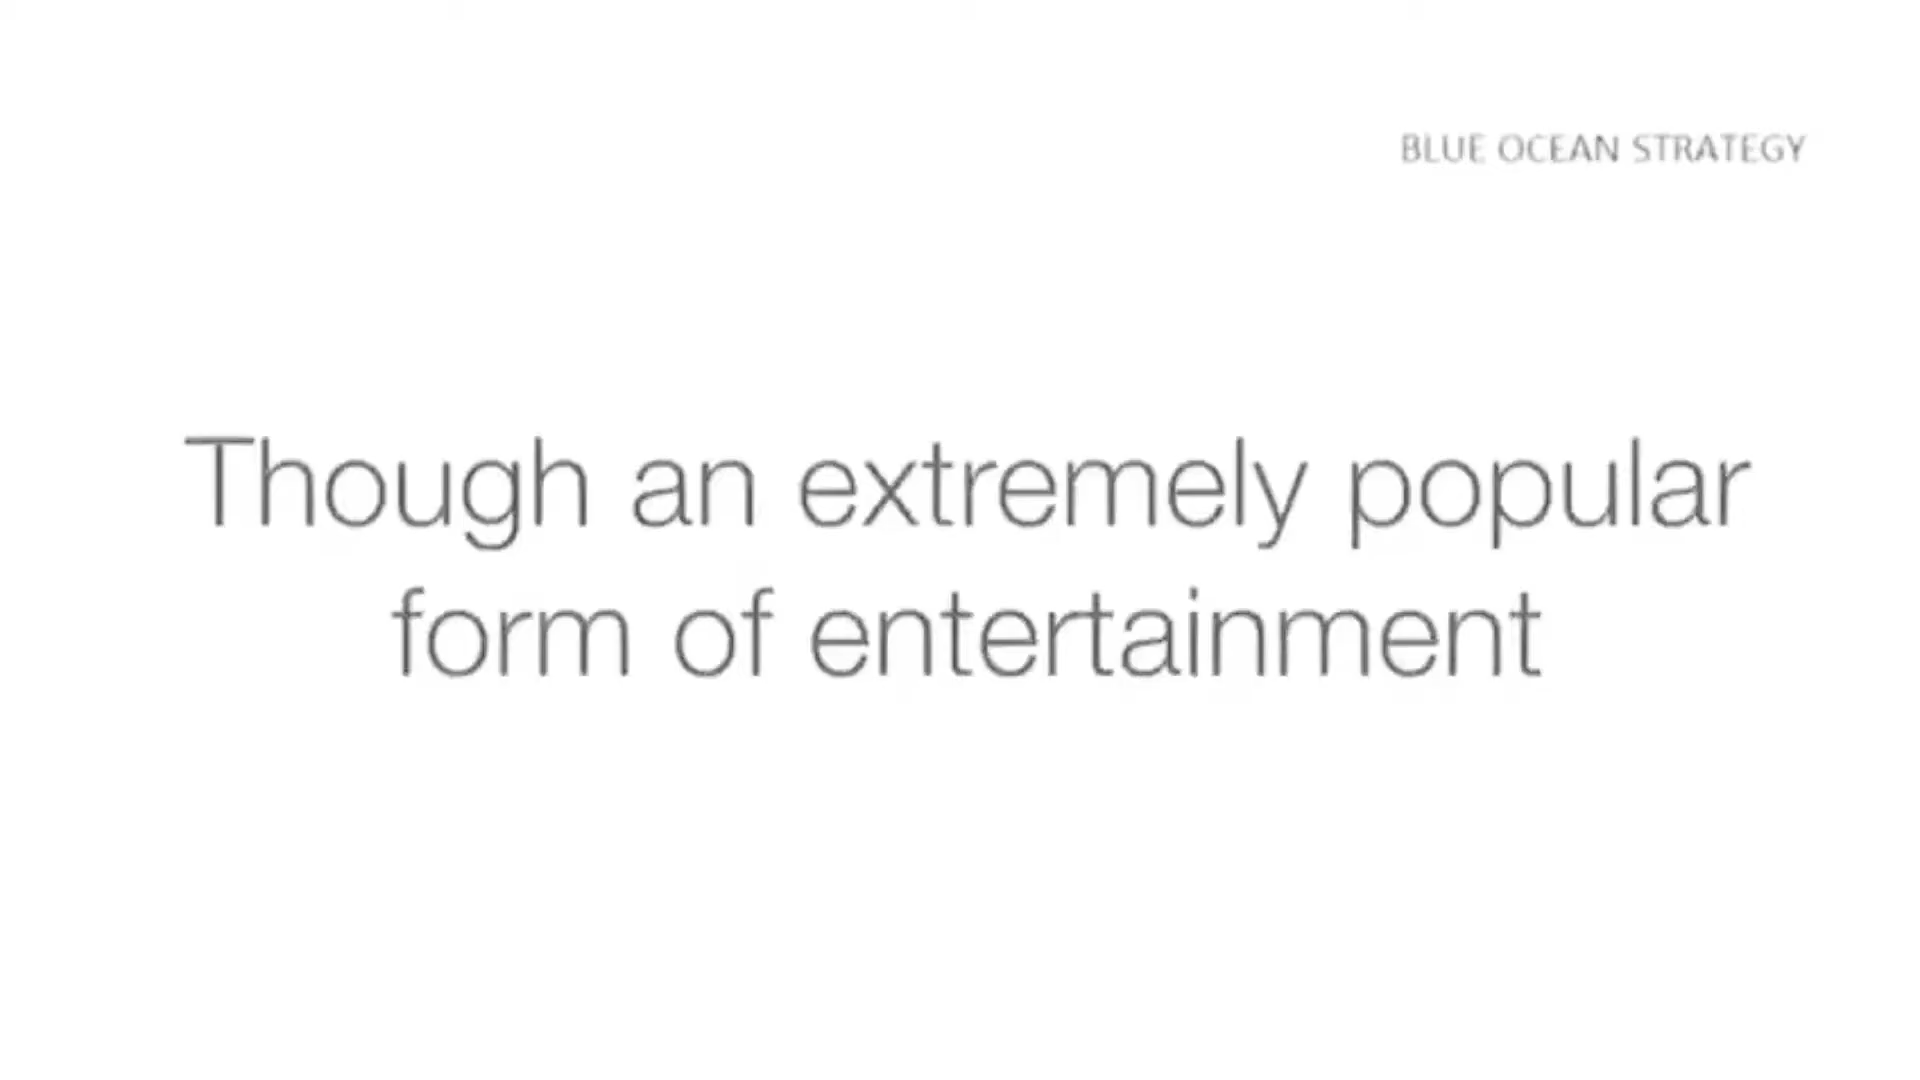 BLUE OCEAN STRATEGY
Though an extremely popular
form of entertainment